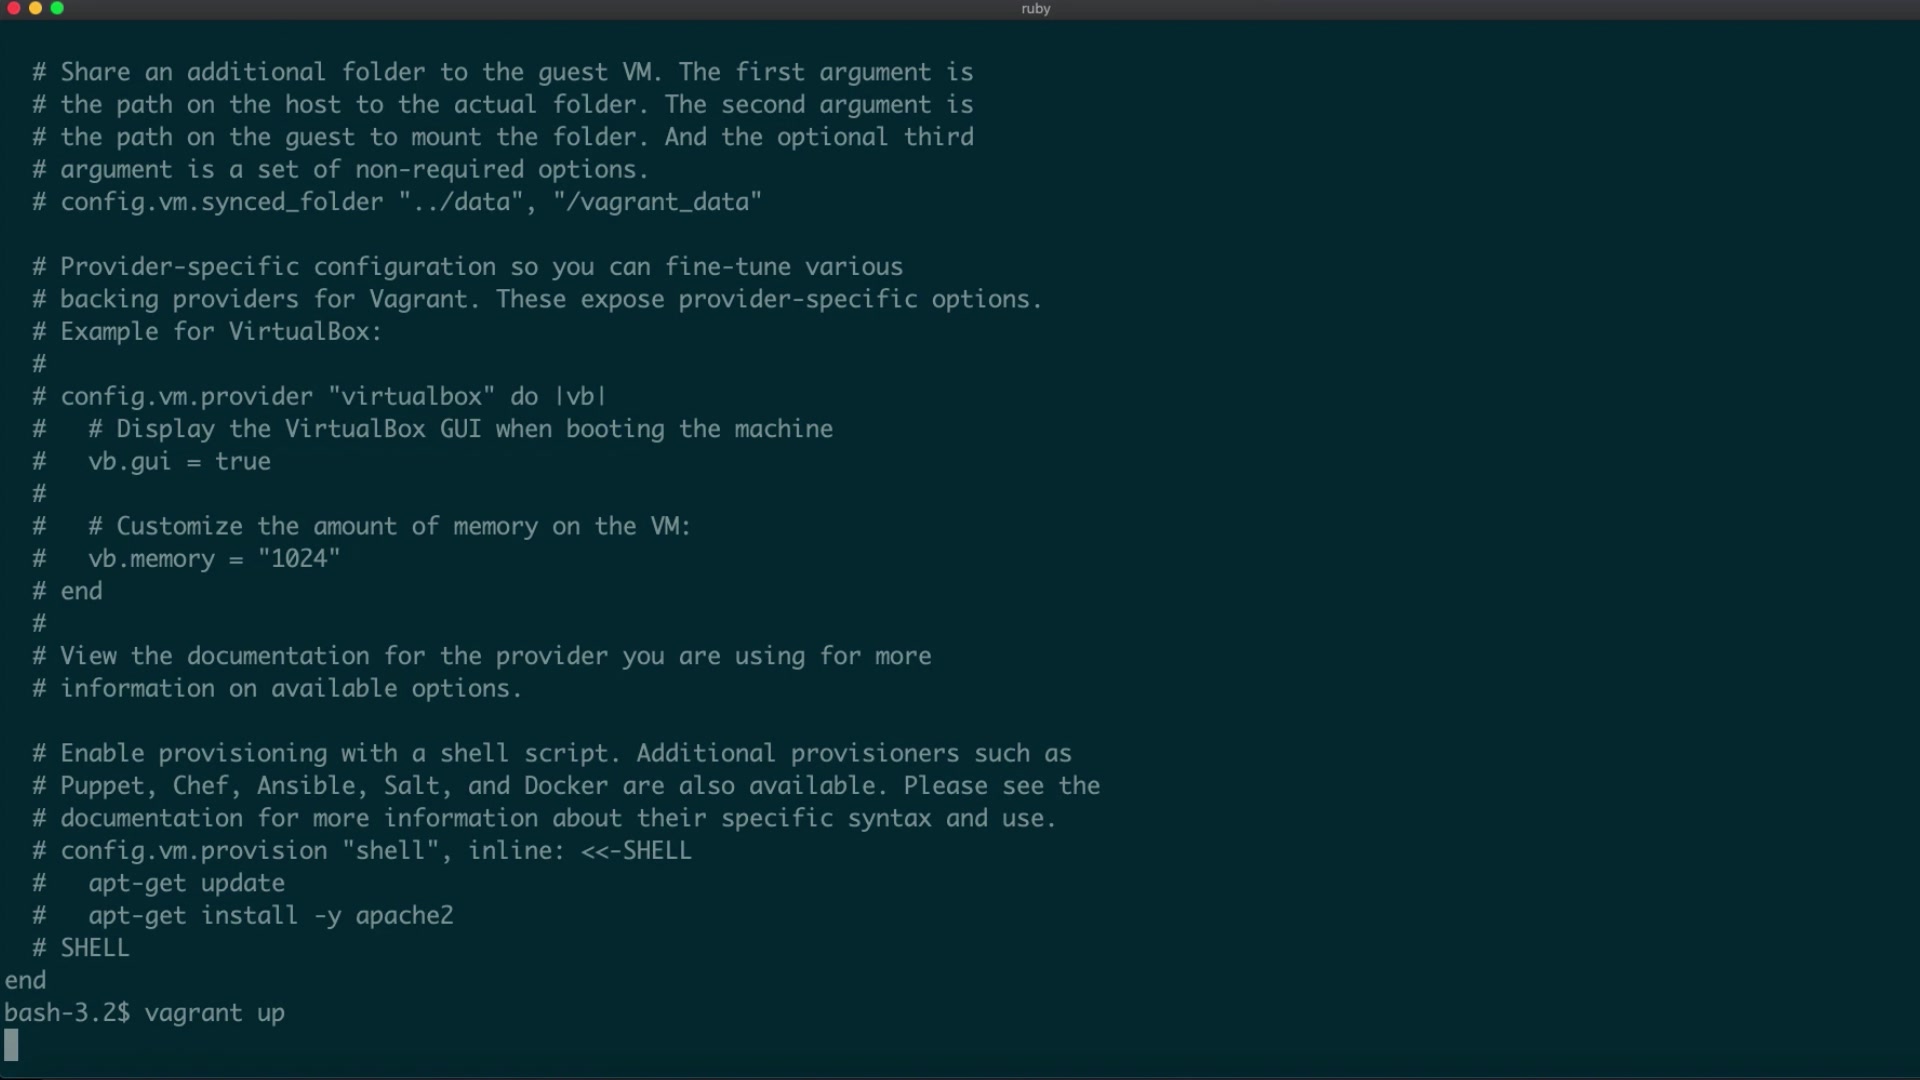 ruby
# Share an additional folder to the guest VM. The first argument is
# the path on the host to the actual folder. The second argument is
# the path on the guest to mount the folder. And the optional third
# argument is a set of non-required options.
# config.vm.synced_folder "../data", "/vagrant_data"
# Provider-specific configuration so you can fine-tune various
# backing providers for Vagrant. These expose provider-specific options.
# Example for VirtualBox:
#
# config.vm.provider "virtualbox" do |vb|
#   # Display the VirtualBox GUI when booting the machine
#   vb.gui = true
#
#   # Customize the amount of memory on the VM:
#   vb.memory = "1024"
# end
#
# View the documentation for the provider you are using for more
# information on available options.
# Enable provisioning with a shell script. Additional provisioners such as
# Puppet, Chef, Ansible, Salt, and Docker are also available. Please see the
# documentation for more information about their specific syntax and use.
# config.vm.provision "shell", inline: <<-SHELL
#   apt-get update
#   apt-get install -y apache2
# SHELL
end
bash-3.2$ vagrant up